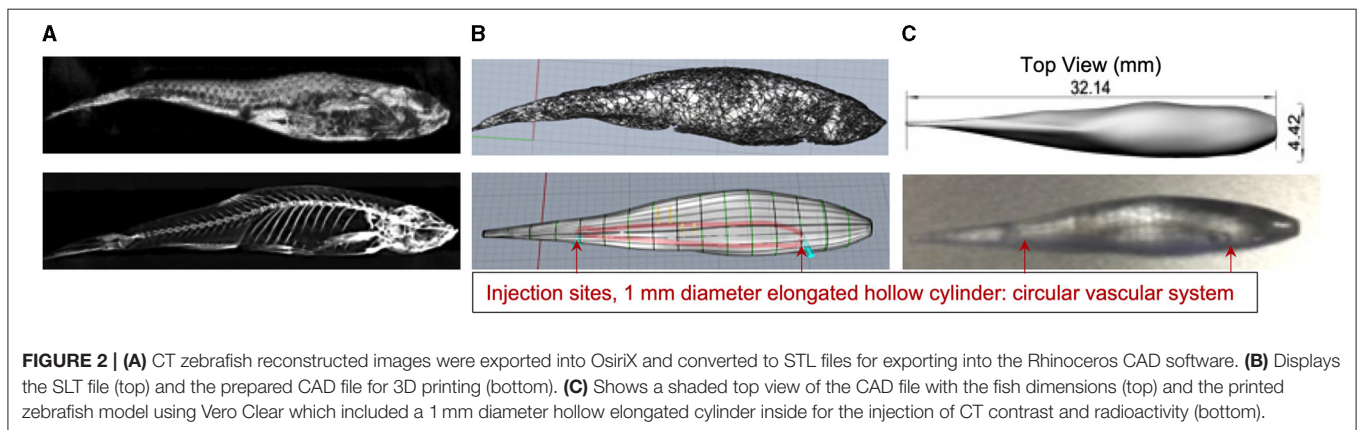 A
B
C
Top View (mm)
32.14
4.42
Injection sites, 1 mm diameter elongated hollow cylinder: circular vascular system
FIGURE 2 | (A) CT zebrafish reconstructed images were exported into OsiriX and converted to STL files for exporting into the Rhinoceros CAD software. (B) Displays
the SLT file (top) and the prepared CAD file for 3D printing (bottom). (C) Shows a shaded top view of the CAD file with the fish dimensions (top) and the printed
zebrafish model using Vero Clear which included a 1 mm diameter hollow elongated cylinder inside for the injection of CT contrast and radioactivity (bottom).